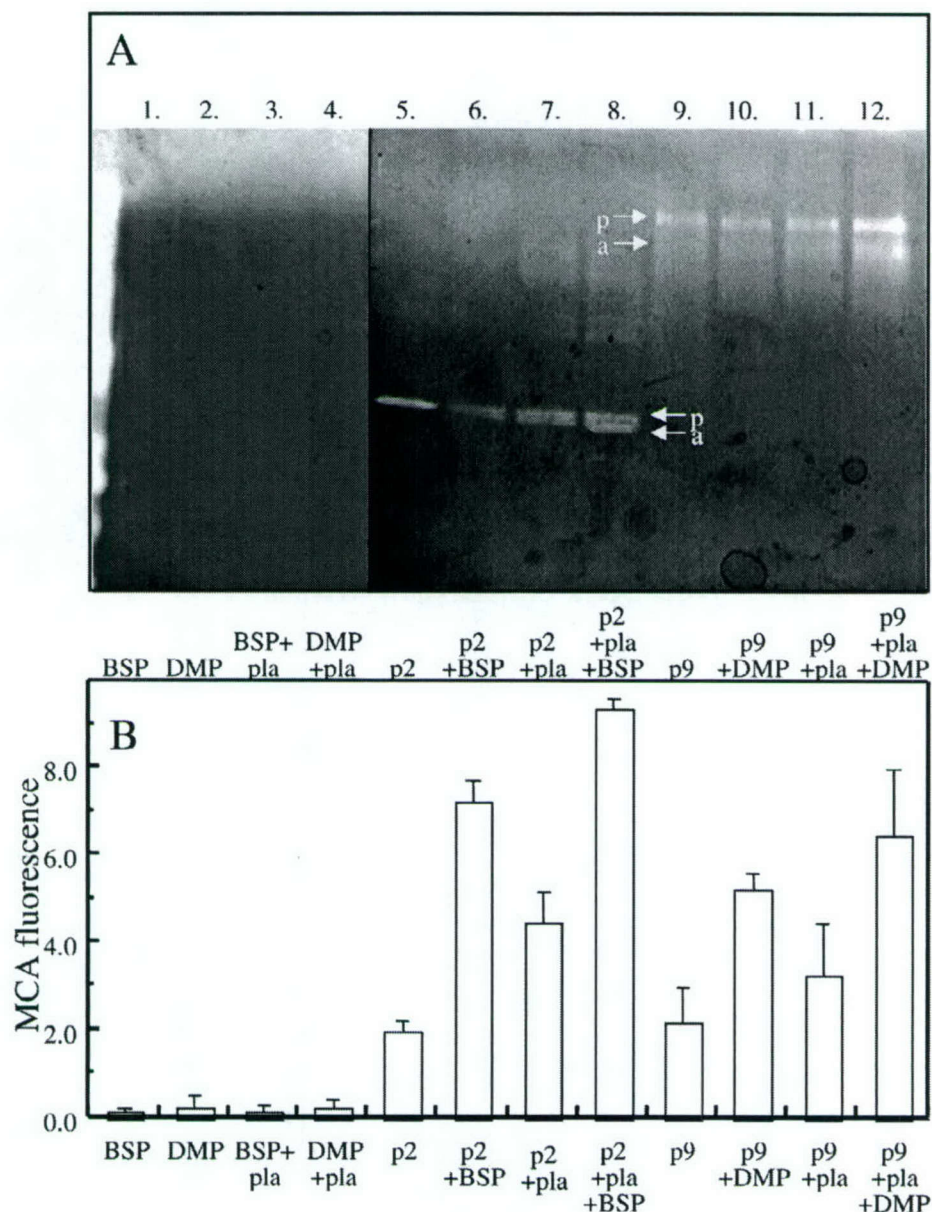 A
1. 2. 3. 4. 5. 6. 7. 8. 9. 10. 11. 12.
p
a
p
a
BSP DMP BSP+ pla DMP +pla p2 p2 +BSP p2 +pla p2 +pla +BSP p9 p9 +DMP p9 +pla p9 +pla +DMP
B
MCA fluorescence
8.0
6.0
4.0
2.0
0.0
BSP DMP BSP+ pla DMP +pla p2 p2 +BSP p2 +pla p2 +pla +BSP p9 p9 +DMP p9 +pla p9 +pla +DMP